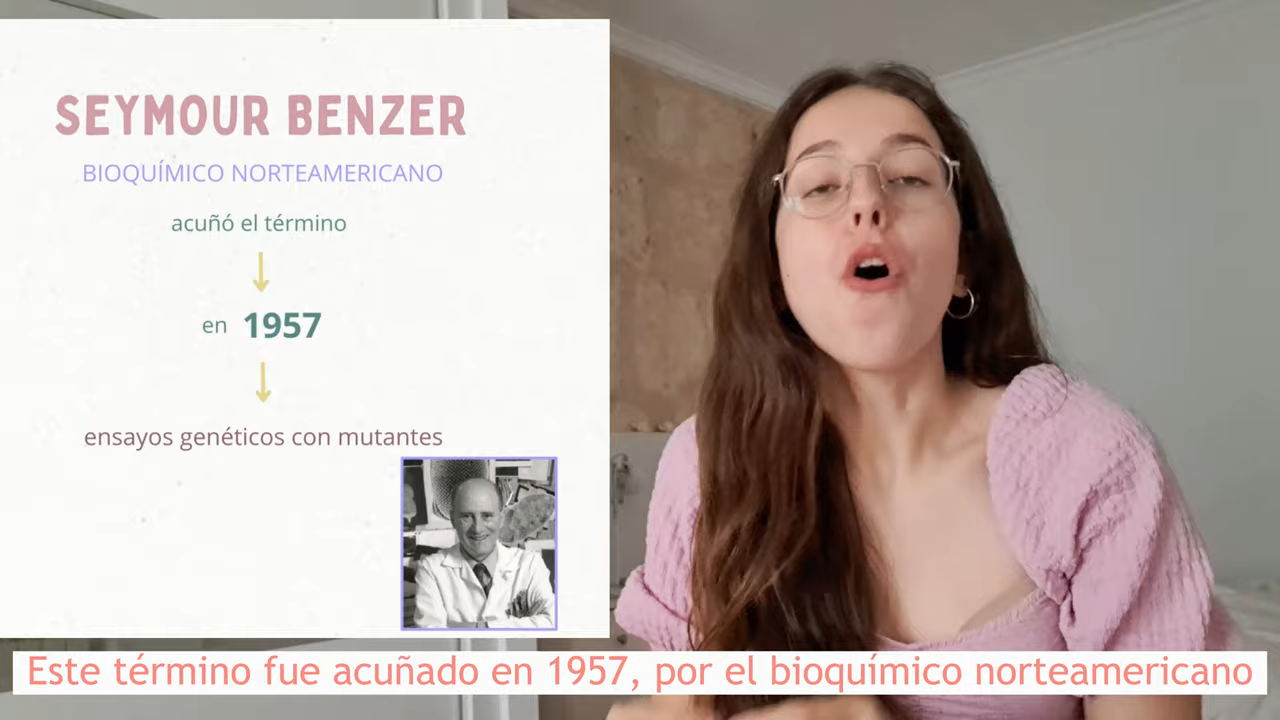 SEYMOUR BENZER
BIOQUÍMICO NORTEAMERICANO
acuñó el término
en 1957
ensayos genéticos con mutantes
Este término fue acuñado en 1957, por el bioquímico norteamericano